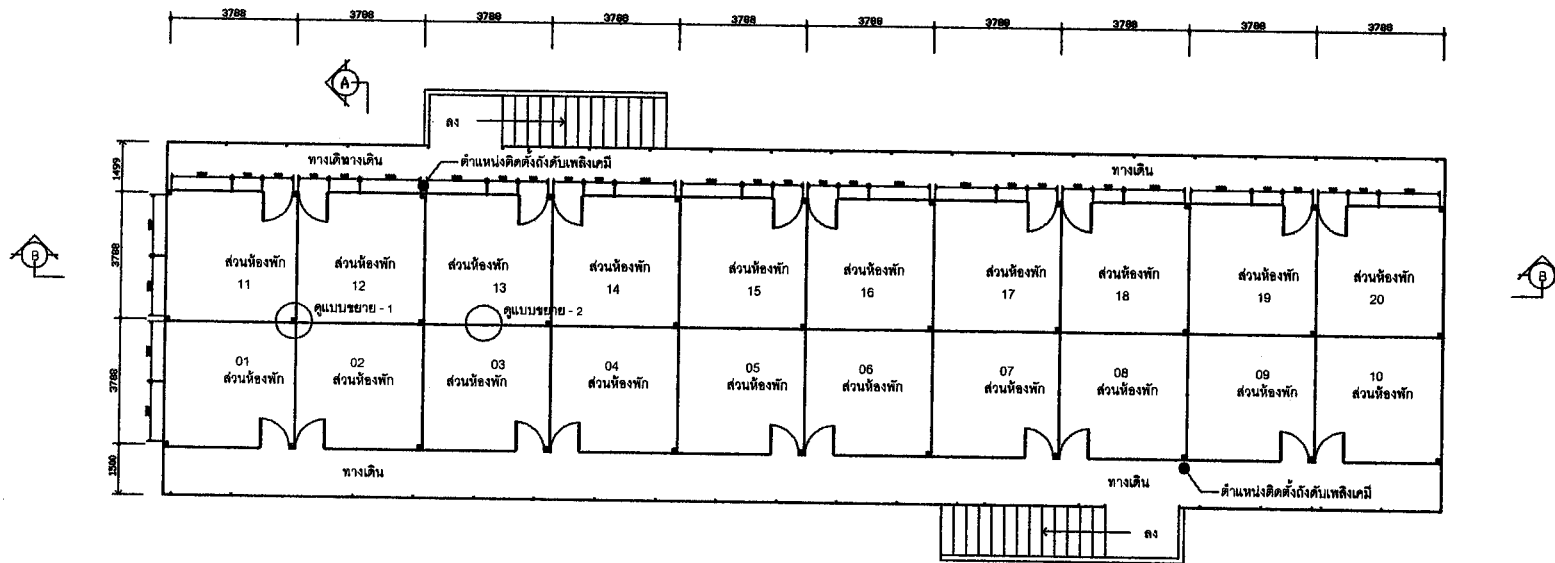 3788 3788 3788 3788 3788 3788 3788 3788 3788 3788
A
ลง
1499
ทางเดินทางเดิน
ตำแหน่งติดตั้งถังดับเพลิงเคมี
ทางเดิน
B
3788
ส่วนห้องพัก ส่วนห้องพัก ส่วนห้องพัก ส่วนห้องพัก ส่วนห้องพัก ส่วนห้องพัก ส่วนห้องพัก ส่วนห้องพัก ส่วนห้องพัก ส่วนห้องพัก
11 12 13 14 15 16 17 18 19 20
B
ดูแบบขยาย - 1
ดูแบบขยาย - 2
3788
01 02 03 04 05 06 07 08 09 10
ส่วนห้องพัก ส่วนห้องพัก ส่วนห้องพัก ส่วนห้องพัก ส่วนห้องพัก ส่วนห้องพัก ส่วนห้องพัก ส่วนห้องพัก ส่วนห้องพัก ส่วนห้องพัก
1500
ทางเดิน
ทางเดิน
ตำแหน่งติดตั้งถังดับเพลิงเคมี
ลง